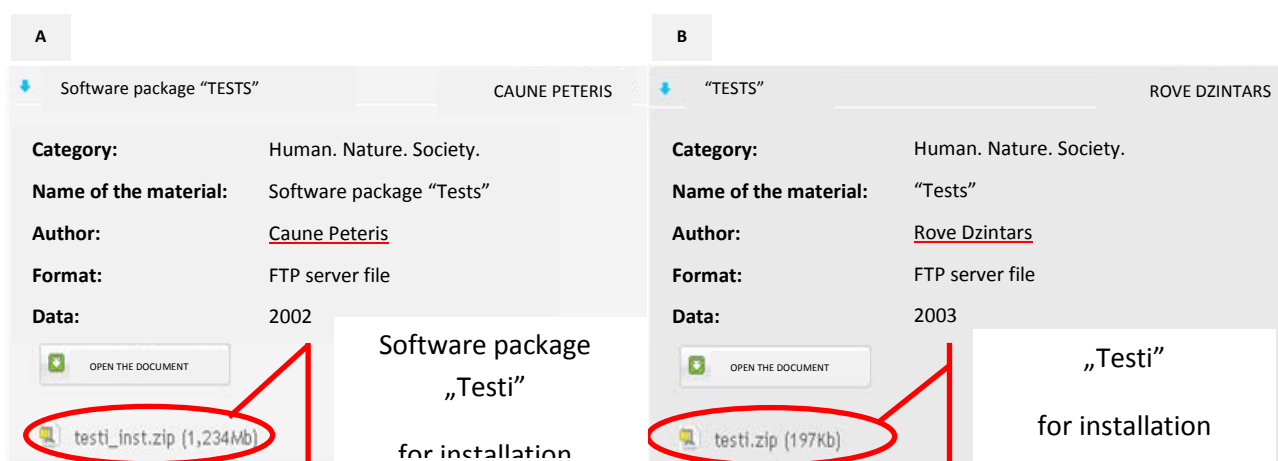 A
Software package “TESTS” CAUNE PETERIS
Category: Human. Nature. Society.
Name of the material: Software package “Tests”
Author: Caune Peteris
Format: FTP server file
Data: 2002
OPEN THE DOCUMENT
testi_inst.zip (1,234Mb)
Software package
„Testi”
for installation
B
“TESTS” ROVE DZINTARS
Category: Human. Nature. Society.
Name of the material: “Tests”
Author: Rove Dzintars
Format: FTP server file
Data: 2003
OPEN THE DOCUMENT
testi.zip (197Kb)
„Testi”
for installation